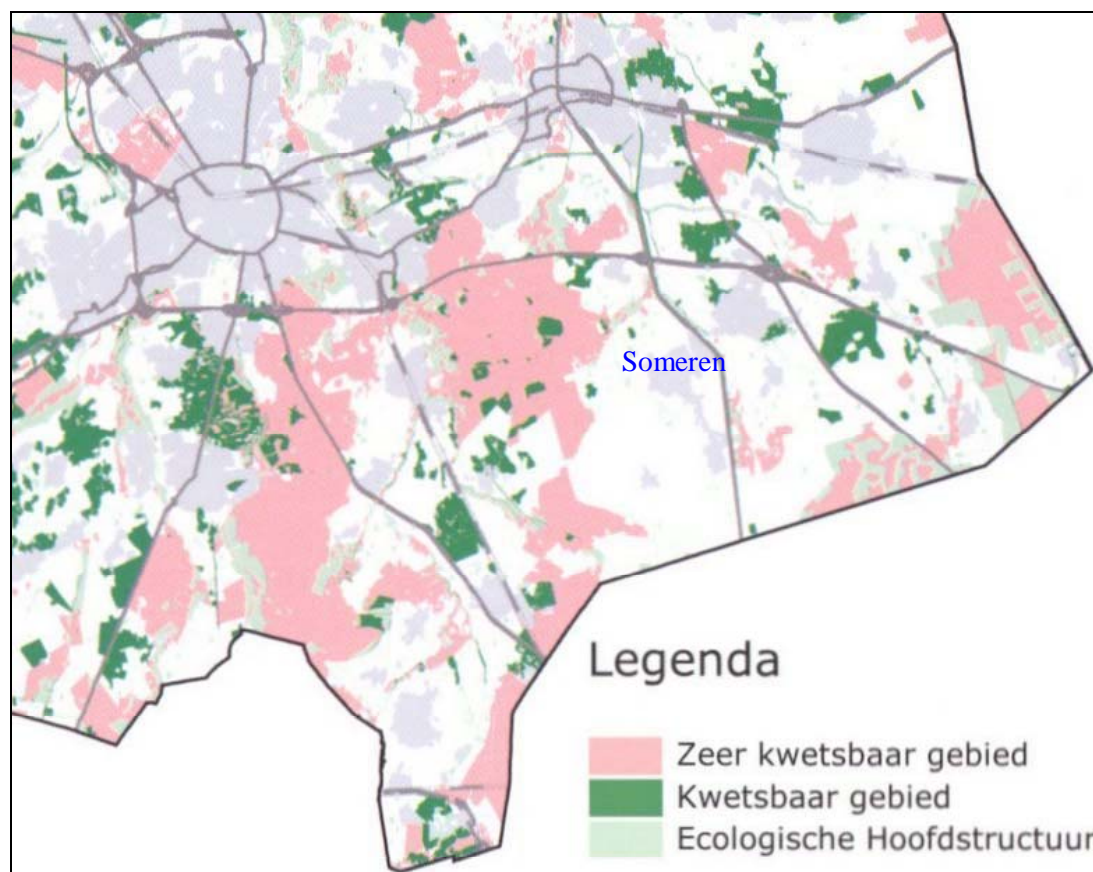 Someren
Legenda
Zeer kwetsbaar gebied
Kwetsbaar gebied
Ecologische Hoofdstructuur